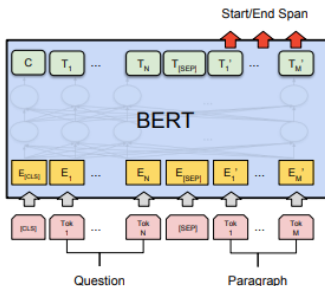 Start/End Span
C T1 ... TN T[SEP] T1' ... TM'
BERT
E[CLS] E1 ... EN E[SEP] E1' ... EM'
[CLS] Tok 1 ... Tok N [SEP] Tok 1 ... Tok M
Question Paragraph